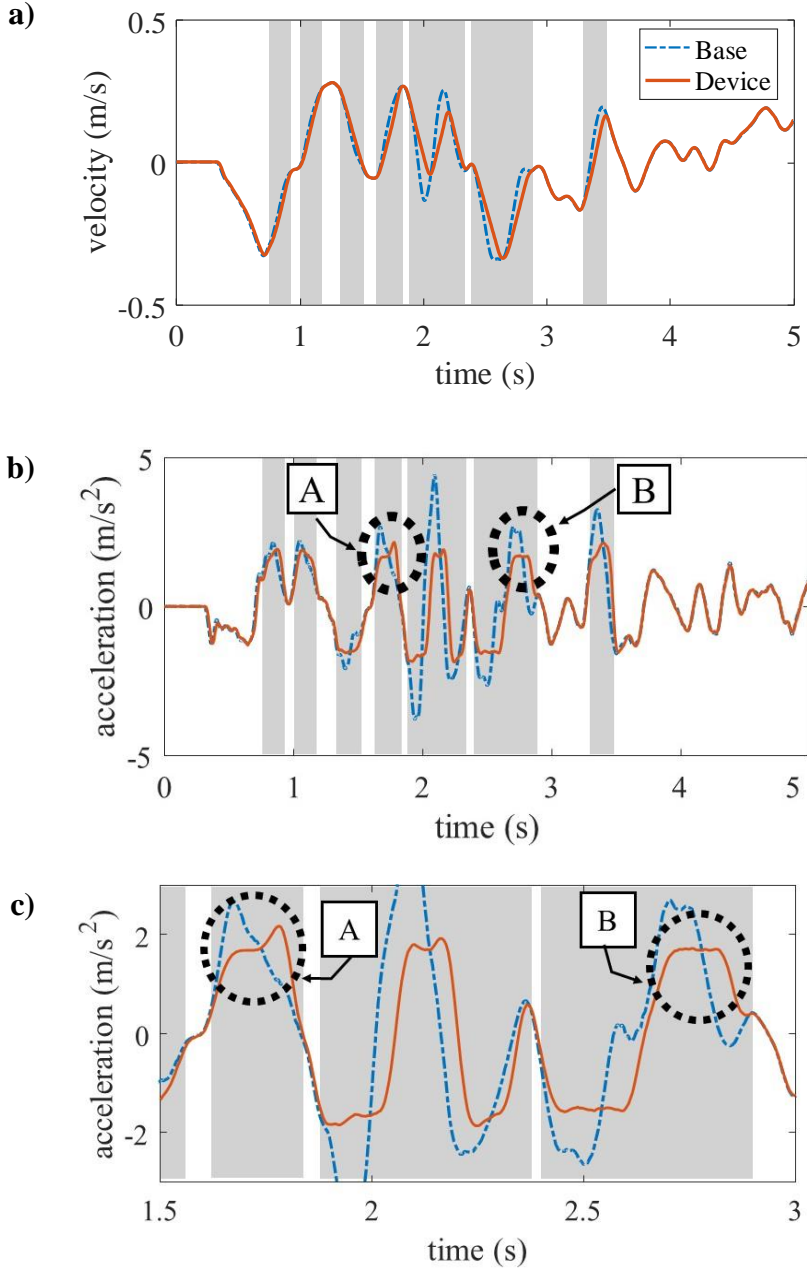 a)
0.5
0
-0.5
velocity (m/s)
Base
Device
0 1 2 3 4 5
time (s)
b)
5
0
-5
acceleration (m/s²)
A
B
0 1 2 3 4 5
time (s)
c)
2
0
-2
acceleration (m/s²)
A
B
1.5 2 2.5 3
time (s)